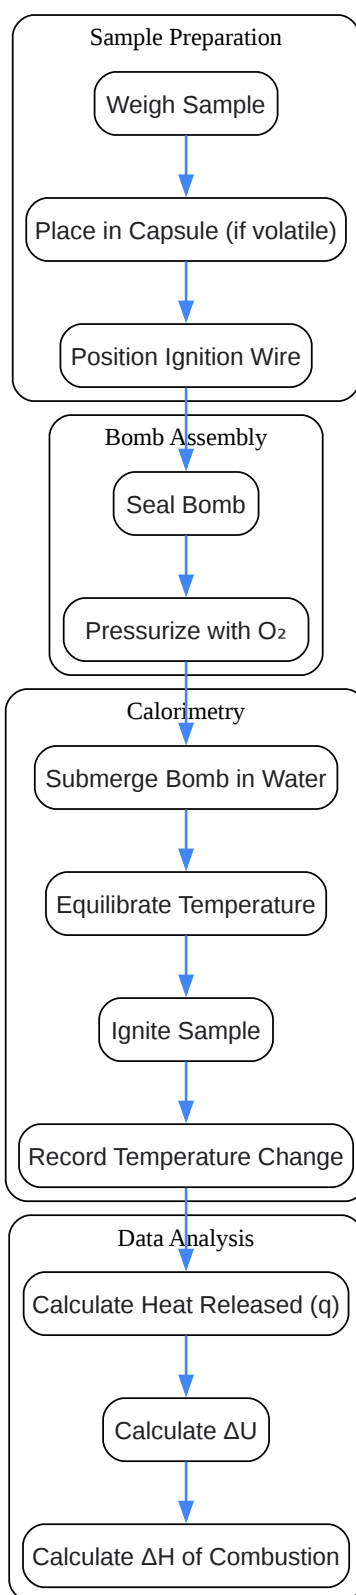 Sample Preparation
Weigh Sample
Place in Capsule (if volatile)
Position Ignition Wire
Bomb Assembly
Seal Bomb
Pressurize with O₂
Calorimetry
Submerge Bomb in Water
Equilibrate Temperature
Ignite Sample
Record Temperature Change
Data Analysis
Calculate Heat Released (q)
Calculate ΔU
Calculate ΔH of Combustion